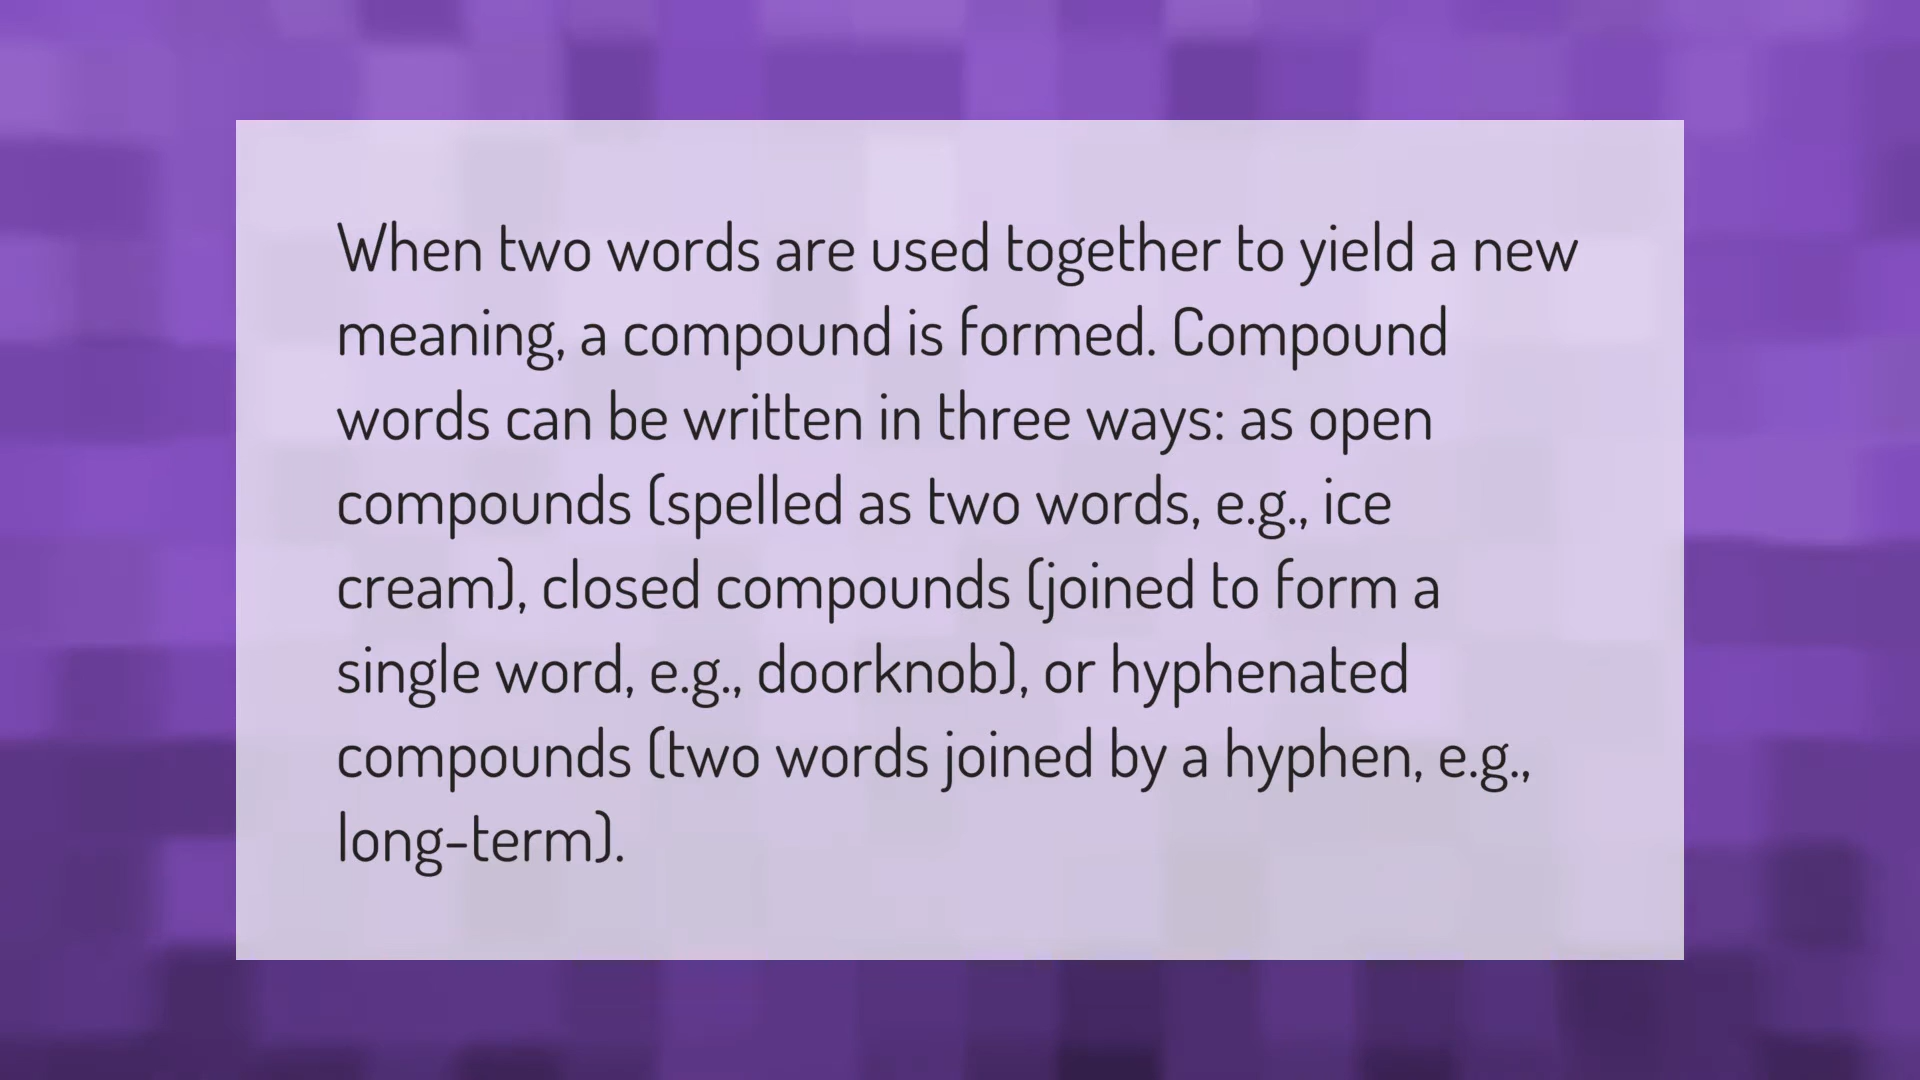 When two words are used together to yield a new
meaning, a compound is formed. Compound
words can be written in three ways: as open
compounds (spelled as two words, e.g., ice
cream), closed compounds (joined to form a
single word, e.g., doorknob), or hyphenated
compounds (two words joined by a hyphen, e.g.,
long-term).